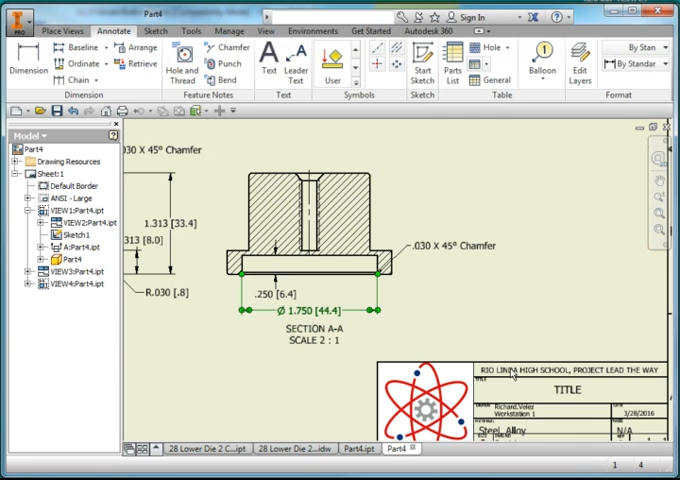 Part4
Sign In
PRO
Place Views Annotate Sketch Tools Manage View Environments Get Started Autodesk 360
Dimension
Baseline
Ordinate
Chain
Arrange
Retrieve
Dimension
Hole and Thread
Chamfer
Punch
Bend
Feature Notes
Text
Leader Text
Text
User
Symbols
Start Sketch
Sketch
Parts List
Hole
General
Table
Balloon
Edit Layers
By Stan
By Standar
Format
Model
Part4
Drawing Resources
Sheet:1
Default Border
ANSI - Large
VIEW1:Part4.ipt
VIEW2:Part4.ipt
Sketch1
A:Part4.ipt
Part4
VIEW3:Part4.ipt
VIEW4:Part4.ipt
030 X 45° Chamfer
1.313 [33.4]
313 [8.0]
R.030 [.8]
.030 X 45° Chamfer
.250 [6.4]
Ø 1.750 [44.4]
SECTION A-A
SCALE 2 : 1
RIO LINDA HIGH SCHOOL, PROJECT LEAD THE WAY
TITLE
TITLE
Richard.Velez
Workstation 1
3/28/2016
Steel, Alloy
N/A
28 Lower Die 2 C...ipt 28 Lower Die 2...idw Part4.ipt Part4
1 4